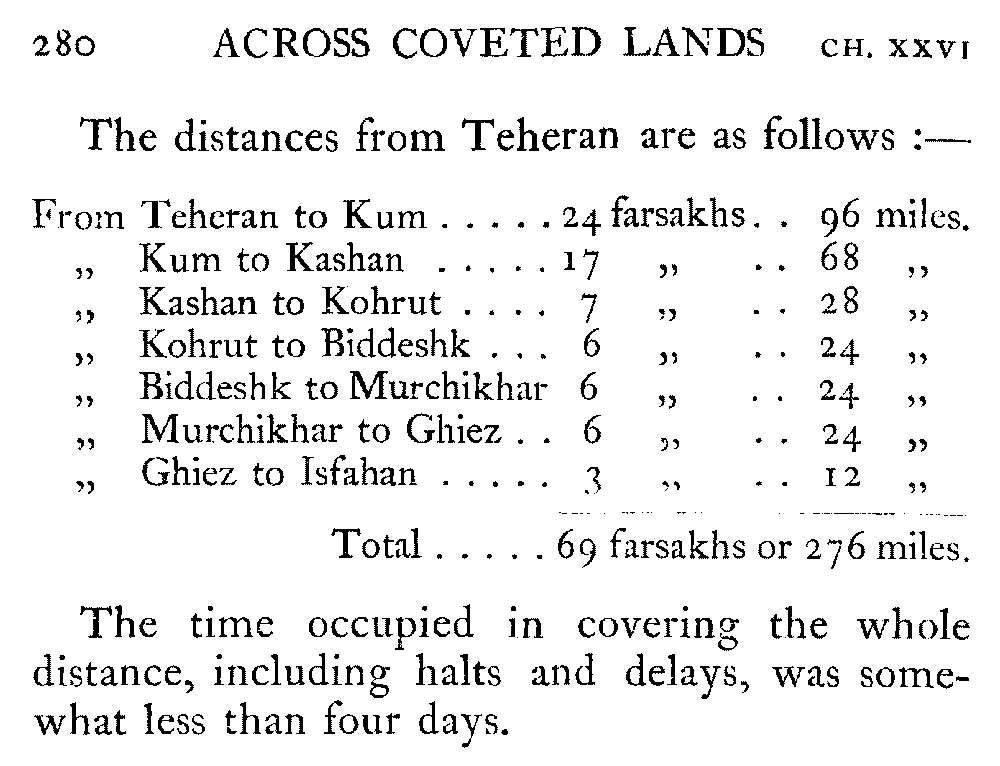 280 ACROSS COVETED LANDS CH. XXVI
The distances from Teheran are as follows :—
From Teheran to Kum . . . . . . 24 farsakhs . . 96 miles.
„ Kum to Kashan . . . . . 17 „ . . 68 „
„ Kashan to Kohrut . . . . 7 „ . . 28 „
„ Kohrut to Biddeshk . . . 6 „ . . 24 „
„ Biddeshk to Murchikhar 6 „ . . 24 „
„ Murchikhar to Ghiez . . 6 „ . . 24 „
„ Ghiez to Isfahan . . . . . 3 „ . . 12 „
Total . . . . . 69 farsakhs or 276 miles.
The time occupied in covering the whole
distance, including halts and delays, was some-
what less than four days.